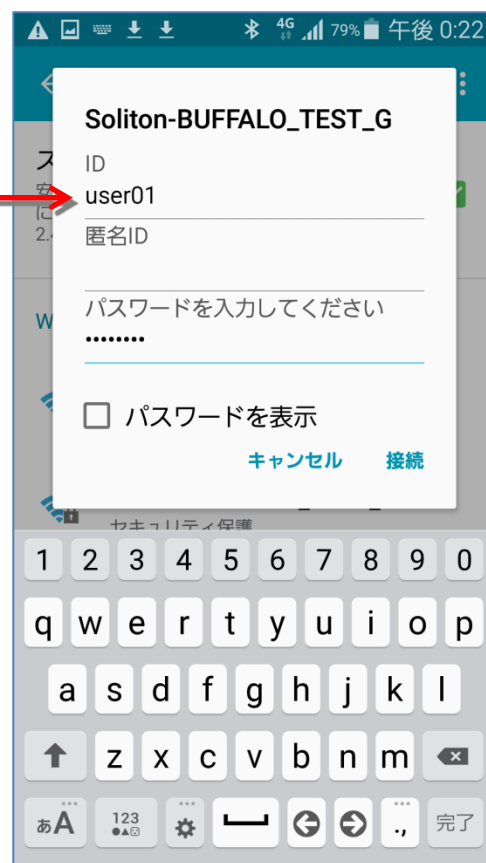 4G 79% 午後 0:22
Soliton-BUFFALO_TEST_G
ID
user01
匿名ID
パスワードを入力してください
••••••••
パスワードを表示
キャンセル 接続
セキュリティ保護
1 2 3 4 5 6 7 8 9 0
q w e r t y u i o p
a s d f g h j k l
z x c v b n m
あA 123 ., 完了